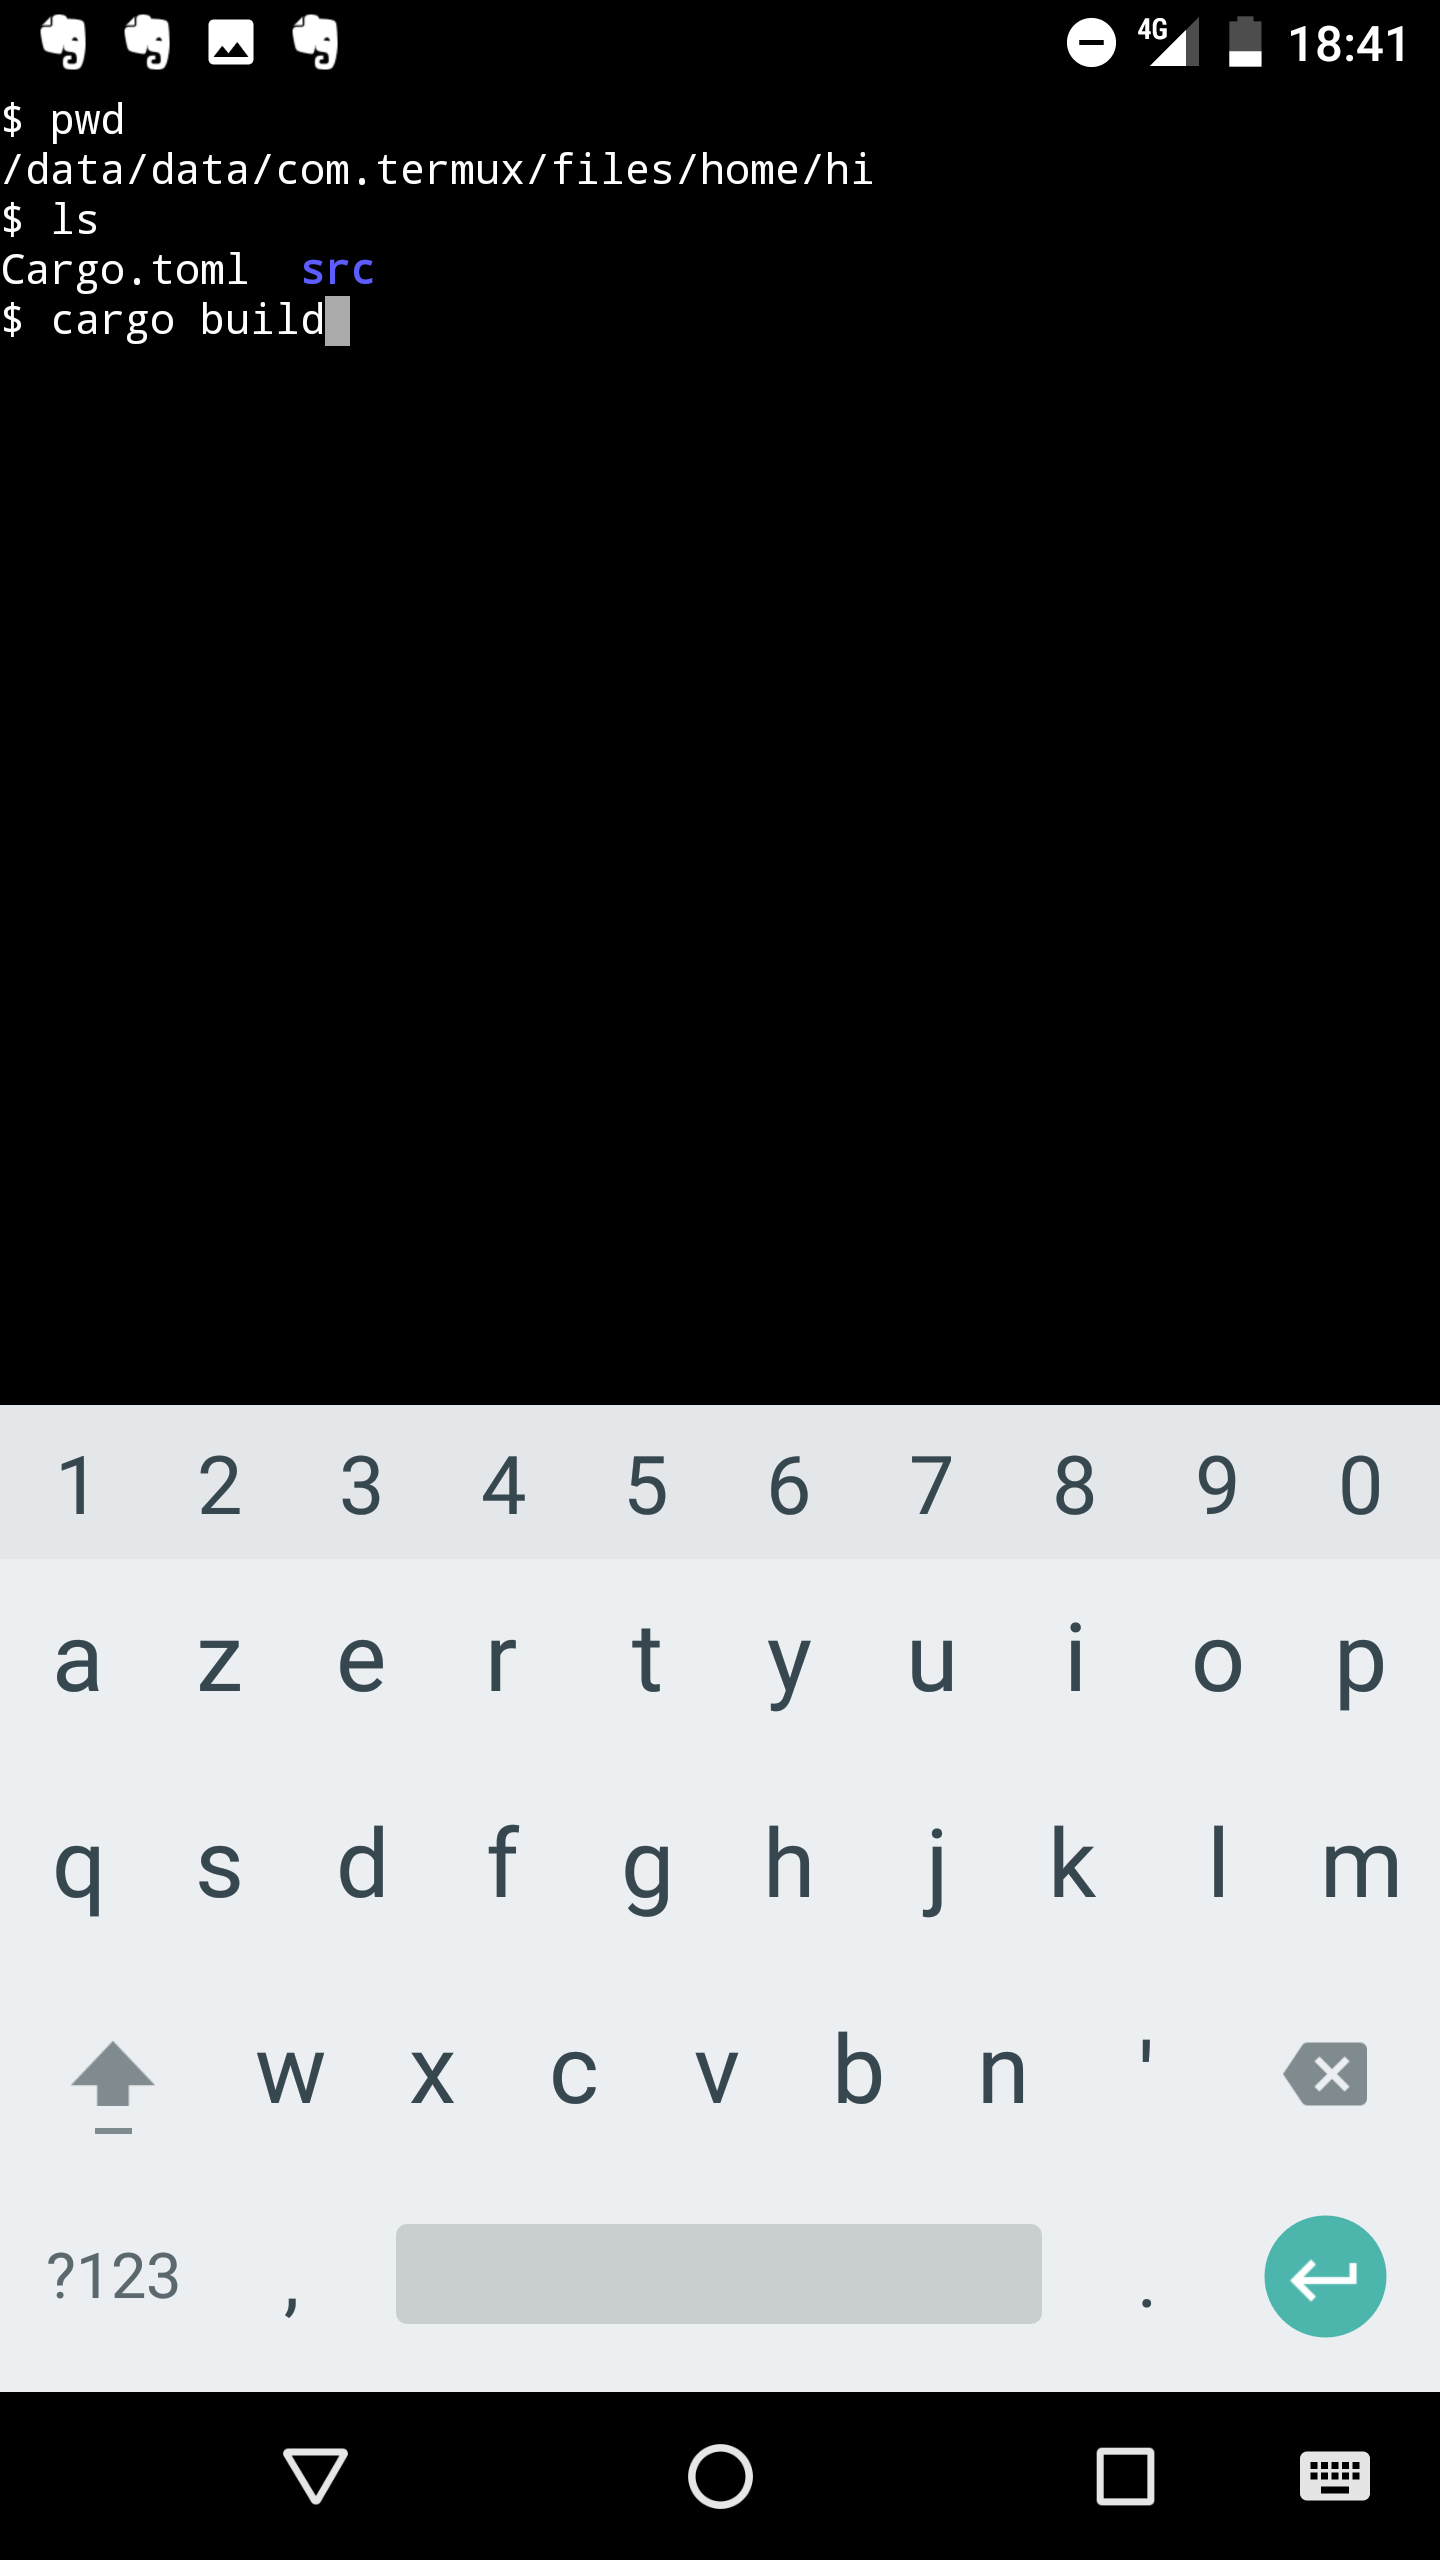 4G 18:41
$ pwd
/data/data/com.termux/files/home/hi
$ ls
Cargo.toml  src
$ cargo build
1 2 3 4 5 6 7 8 9 0
a z e r t y u i o p
q s d f g h j k l m
w x c v b n '
?123 , .